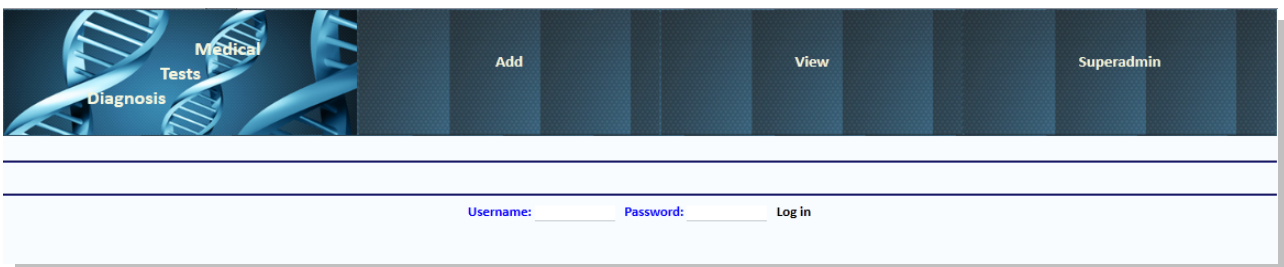 Medical
Tests
Diagnosis
Add View Superadmin
Username: Password: Log in